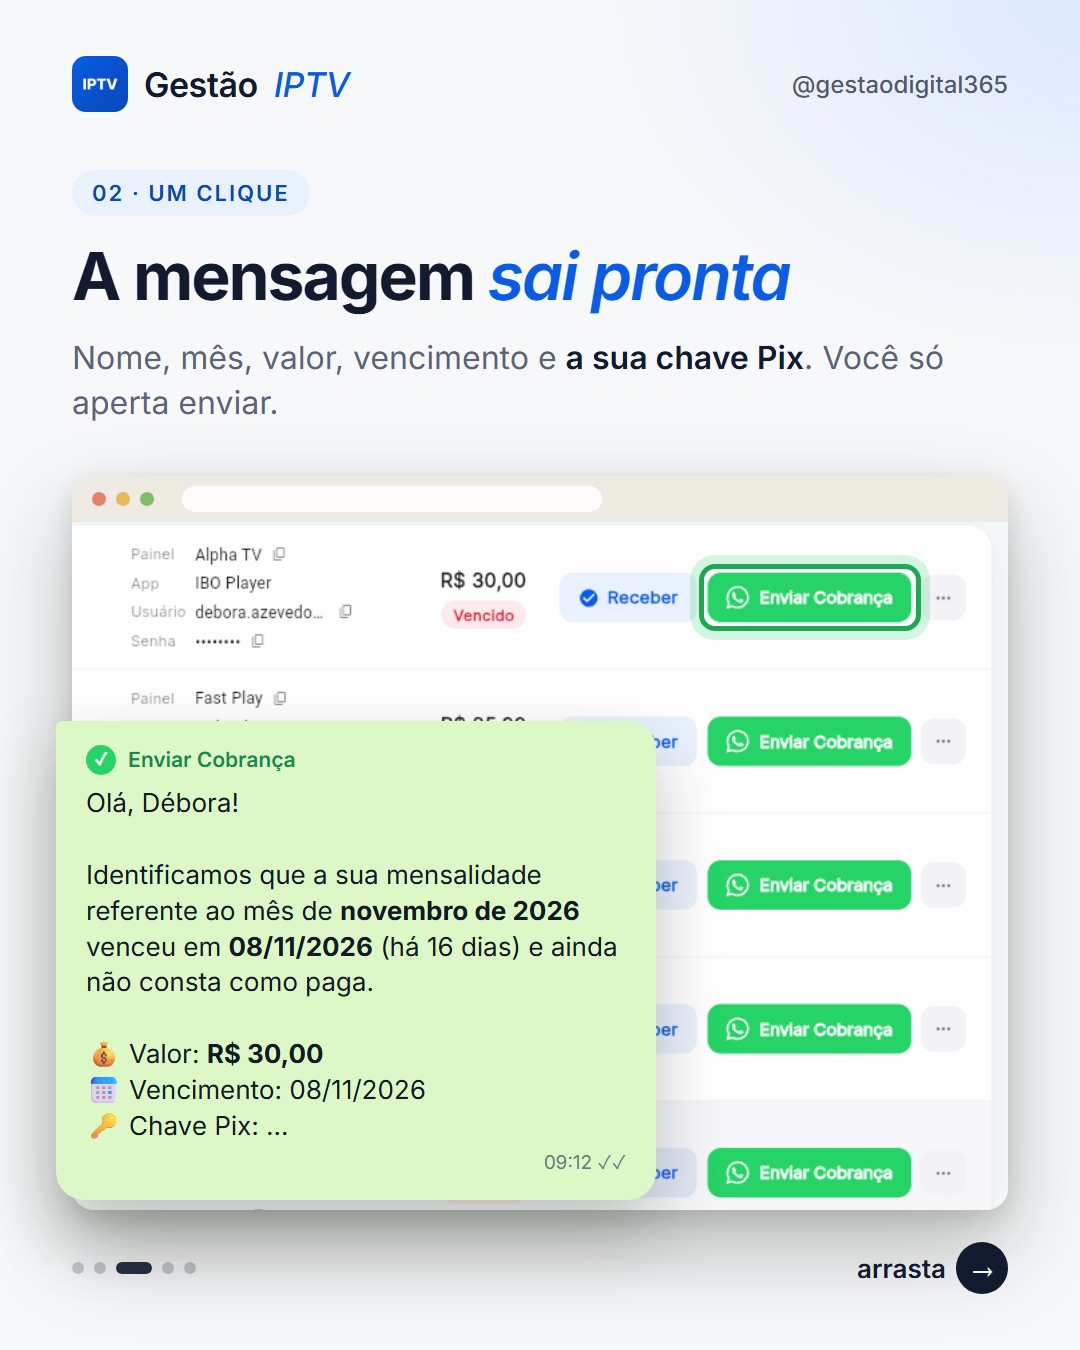 IPTV
Gestão IPTV
@gestaodigital365
02 · UM CLIQUE
A mensagem sai pronta
Nome, mês, valor, vencimento e a sua chave Pix. Você só
aperta enviar.
Painel Alpha TV
App IBO Player
Usuário debora.azevedo...
Senha ••••••••
R$ 30,00
Vencido
Receber
Enviar Cobrança
...
Painel Fast Play
Enviar Cobrança
...
Enviar Cobrança
...
Enviar Cobrança
...
Enviar Cobrança
...
Enviar Cobrança
Olá, Débora!
Identificamos que a sua mensalidade
referente ao mês de novembro de 2026
venceu em 08/11/2026 (há 16 dias) e ainda
não consta como paga.
💰 Valor: R$ 30,00
📅 Vencimento: 08/11/2026
🔑 Chave Pix: ...
09:12 ✓✓
arrasta →